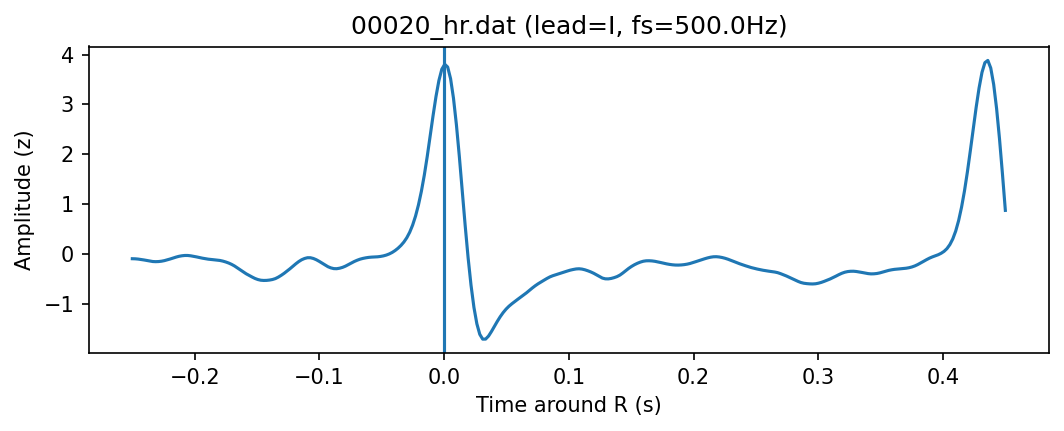 00020_hr.dat (lead=I, fs=500.0Hz)
Amplitude (z)
4
3
2
1
0
−1
−0.2 −0.1 0.0 0.1 0.2 0.3 0.4
Time around R (s)